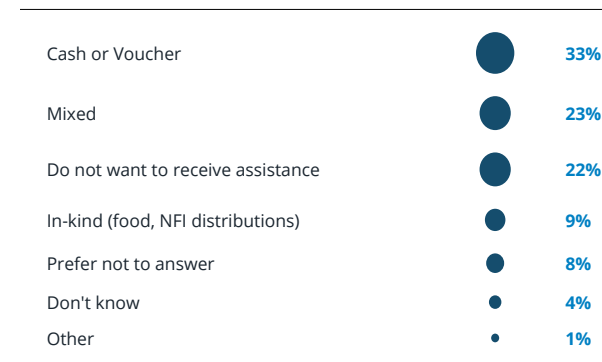 Cash or Voucher 33%
Mixed 23%
Do not want to receive assistance 22%
In-kind (food, NFI distributions) 9%
Prefer not to answer 8%
Don't know 4%
Other 1%